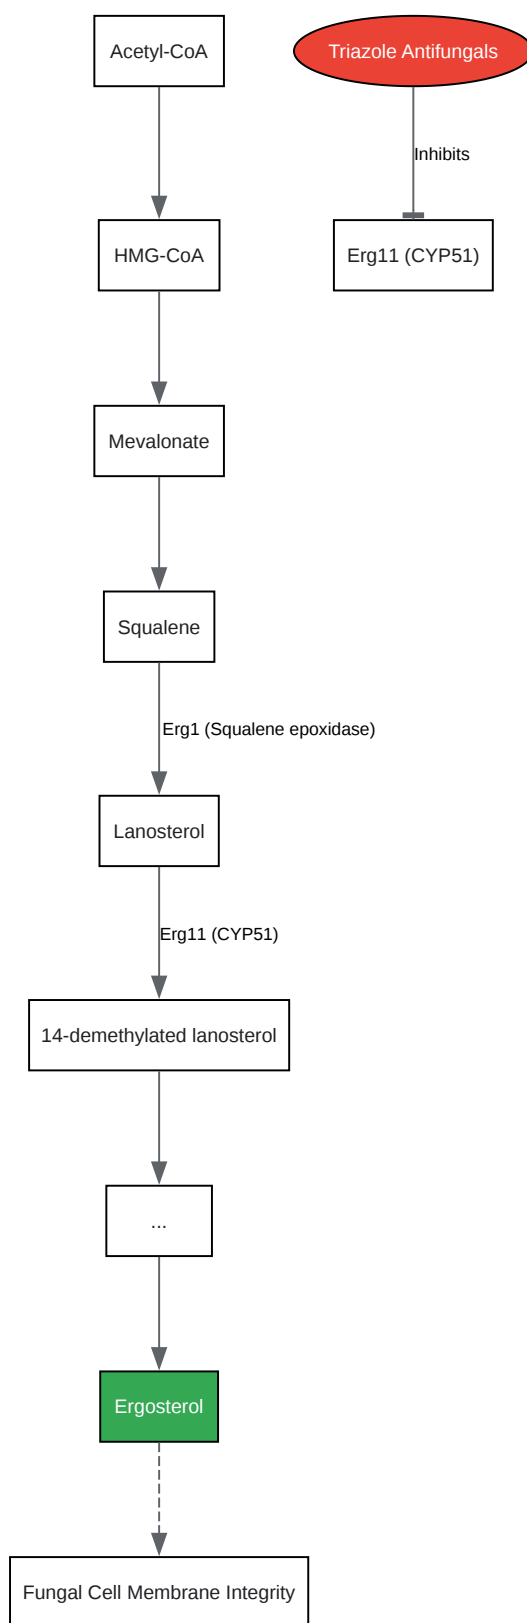 Acetyl-CoA
Triazole Antifungals
Inhibits
HMG-CoA
Erg11 (CYP51)
Mevalonate
Squalene
Erg1 (Squalene epoxidase)
Lanosterol
Erg11 (CYP51)
14-demethylated lanosterol
...
Ergosterol
Fungal Cell Membrane Integrity